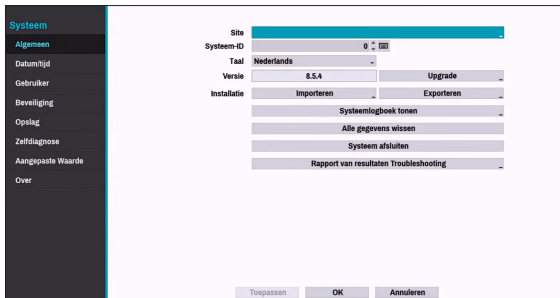 Systeem
Algemeen
Datum/tijd
Gebruiker
Beveiliging
Opslag
Zelfdiagnose
Aangepaste Waarde
Over
Site
Systeem-ID 0
Taal Nederlands
Versie 8.5.4 Upgrade
Installatie Importeren Exporteren
Systeemlogboek tonen
Alle gegevens wissen
Systeem afsluiten
Rapport van resultaten Troubleshooting
Toepassen OK Annuleren